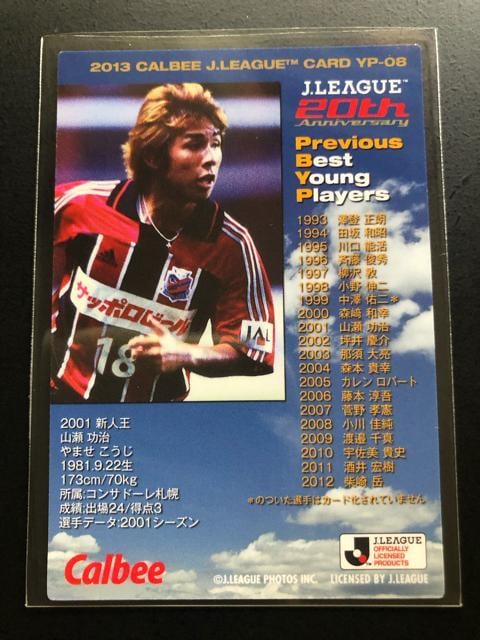 2013 CALBEE J.LEAGUE™ CARD YP-08
J.LEAGUE™
20th
Anniversary
Previous
Best
Young
Players
1993 澤登 正朗
1994 田坂 和昭
1995 川口 能活
1996 斉藤 俊秀
1997 柳沢 敦
1998 小野 伸二
1999 中澤 佑二*
2000 森﨑 和幸
2001 山瀬 功治
2002 坪井 慶介
2003 那須 大亮
2004 森本 貴幸
2005 カレン ロバート
2006 藤本 淳吾
2007 菅野 孝憲
2008 小川 佳純
2009 渡邉 千真
2010 宇佐美 貴史
2011 酒井 宏樹
2012 柴崎 岳
*のついた選手はカード化されていません
サッポロビール
18
JAL
2001 新人王
山瀬 功治
やませ こうじ
1981.9.22生
173cm/70kg
所属:コンサドーレ札幌
成績:出場24/得点3
選手データ:2001シーズン
Calbee
J.LEAGUE
OFFICIALLY
LICENSED
PRODUCTS
©J.LEAGUE PHOTOS INC. LICENSED BY J.LEAGUE